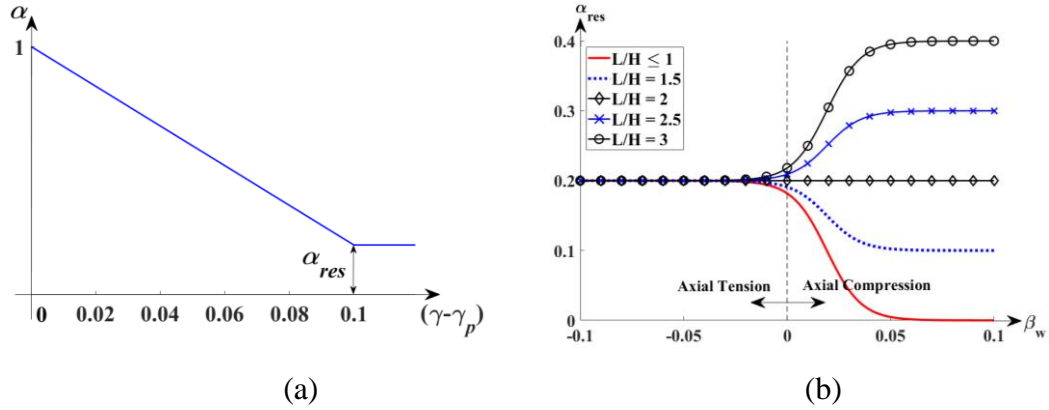 α
1
α_res
0 0.02 0.04 0.06 0.08 0.1 (γ-γ_p)
(a)
α_res
0.4
0.3
0.2
0.1
0
L/H ≤ 1
L/H = 1.5
L/H = 2
L/H = 2.5
L/H = 3
Axial Tension Axial Compression
-0.1 -0.05 0 0.05 0.1 β_w
(b)